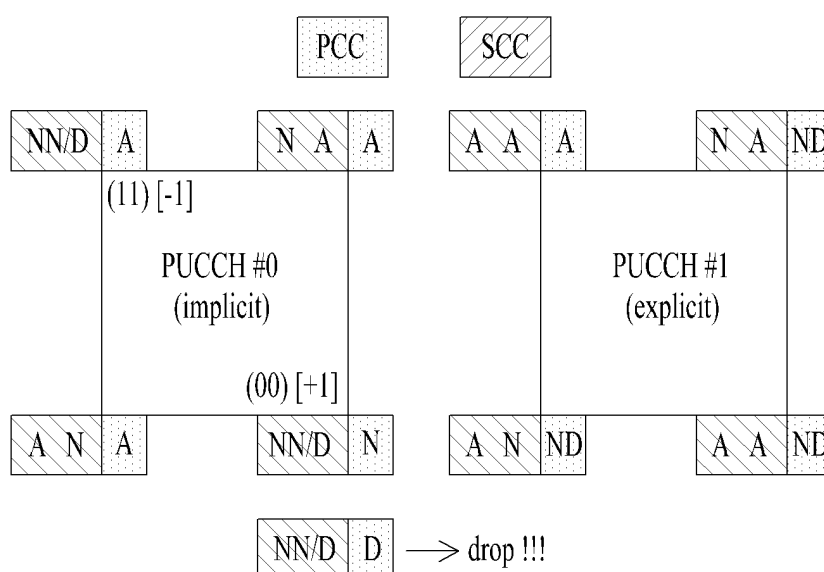 PCC SCC
NN/D A N A A A A A N A ND
(11) [-1]
PUCCH #0 PUCCH #1
(implicit) (explicit)
(00) [+1]
A N A NN/D N A N ND A A ND
NN/D D → drop !!!